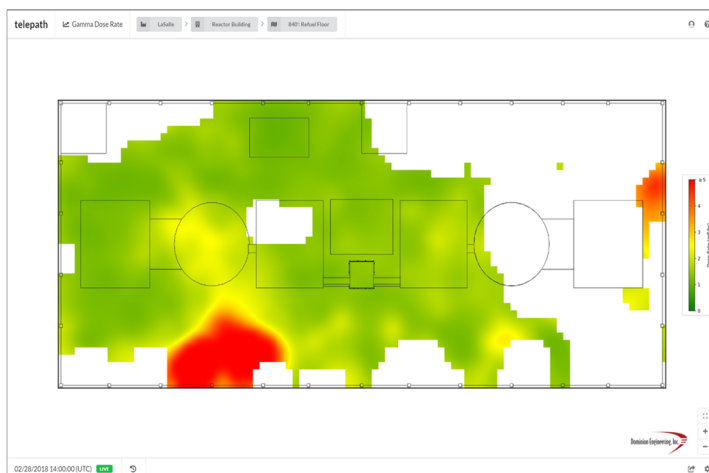 telepath
Gamma Dose Rate
LaSalle > Reactor Building > 840': Refuel Floor
≥ 5
4
3
2
1
0
Dominion Engineering, Inc.
02/28/2018 14:00:00 (UTC) LIVE